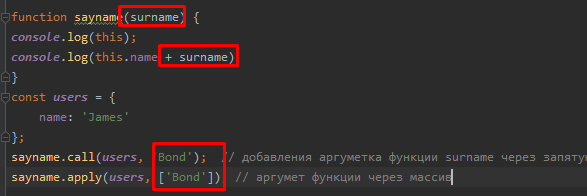 function sayname(surname) {
console.log(this);
console.log(this.name + surname)
}
const users = {
name: 'James'
};
sayname.call(users, 'Bond'); // добавления аргуметка функции surname через запятую
sayname.apply(users, ['Bond']) // аргумет функции через массив